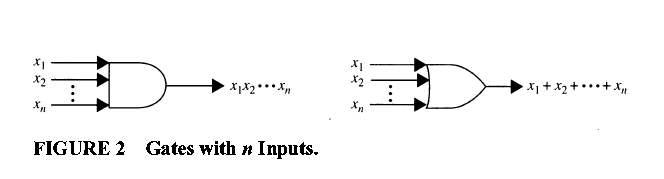 x₁
x₂
⋮
xₙ
x₁x₂⋯xₙ
x₁
x₂
⋮
xₙ
x₁ + x₂ + ⋯ + xₙ
FIGURE 2 Gates with n Inputs.